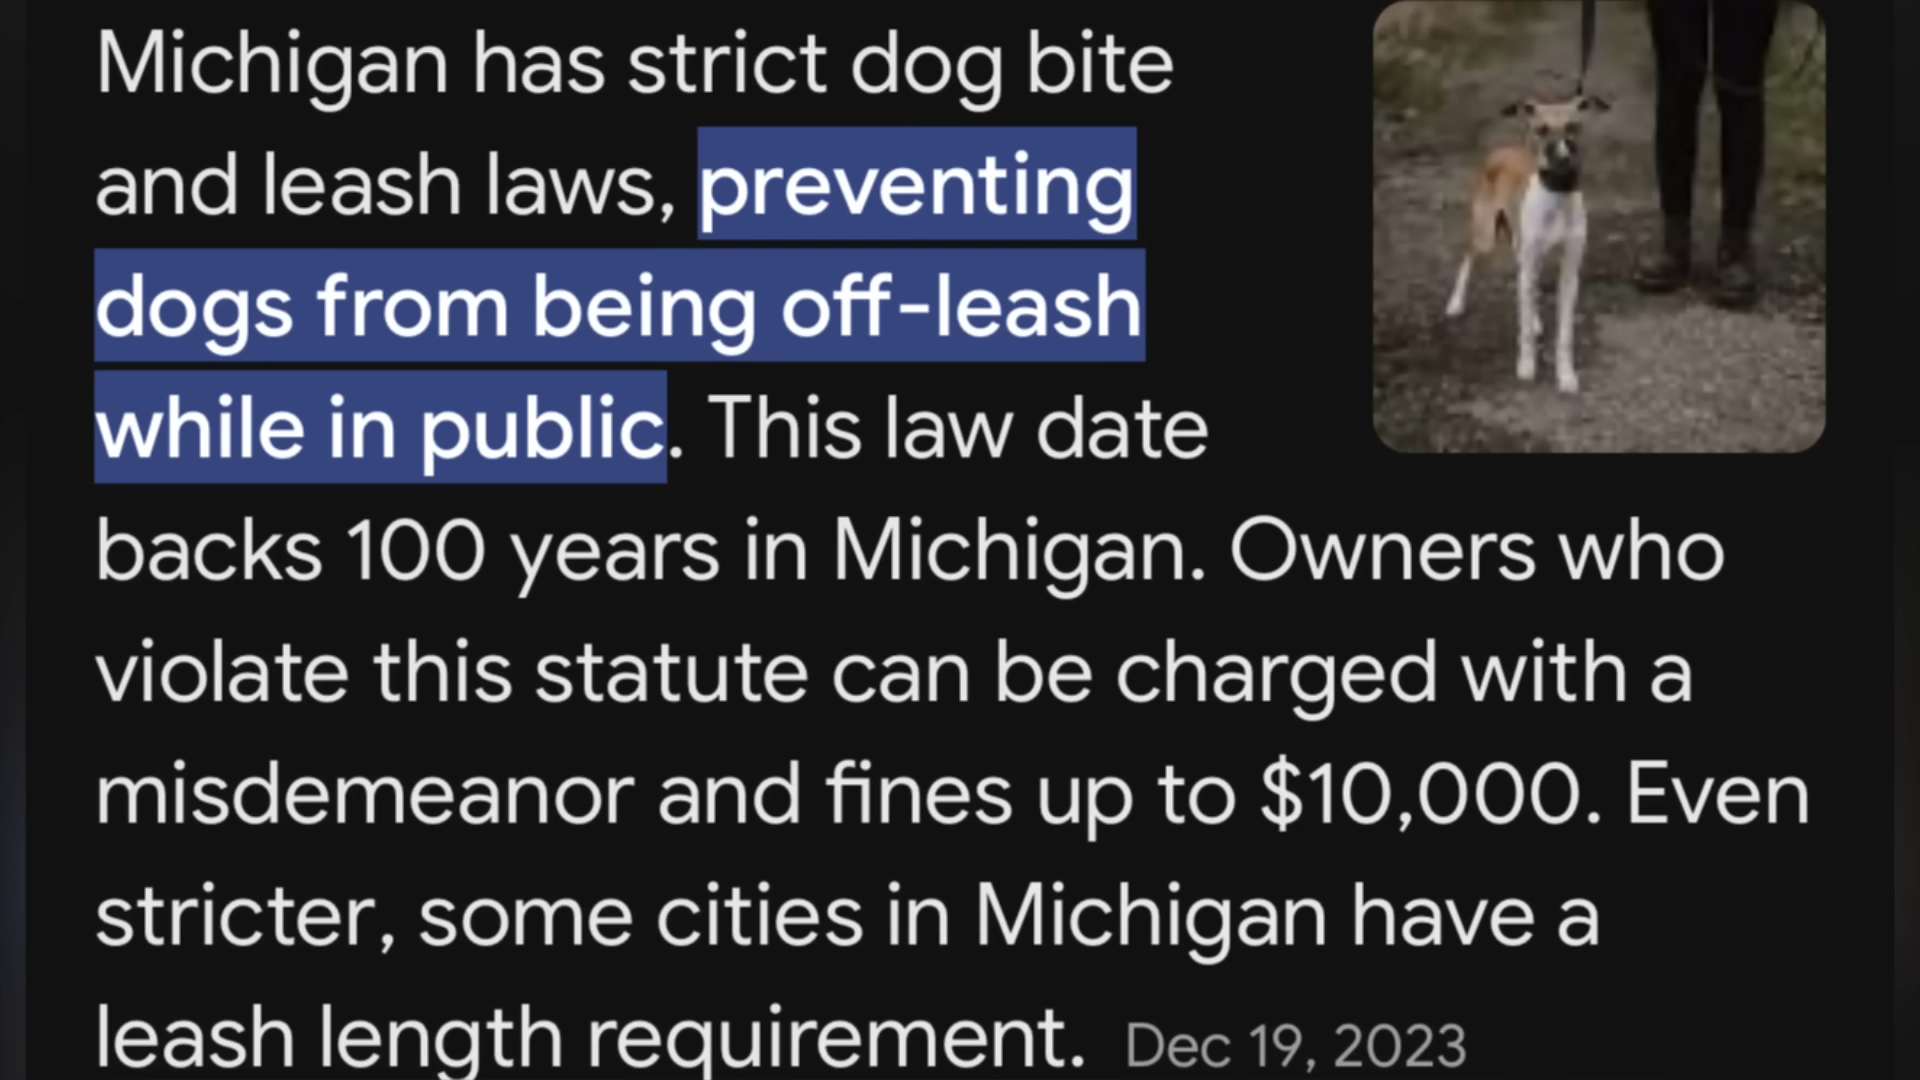 Michigan has strict dog bite
and leash laws, preventing
dogs from being off-leash
while in public. This law date
backs 100 years in Michigan. Owners who
violate this statute can be charged with a
misdemeanor and fines up to $10,000. Even
stricter, some cities in Michigan have a
leash length requirement. Dec 19, 2023